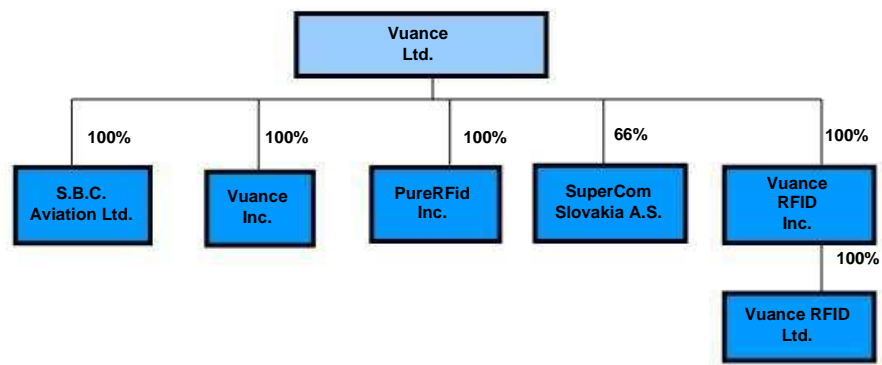 Vuance
Ltd.
100%
100%
100%
66%
100%
S.B.C.
Aviation Ltd.
Vuance
Inc.
PureRFid
Inc.
SuperCom
Slovakia A.S.
Vuance
RFID
Inc.
100%
Vuance RFID
Ltd.